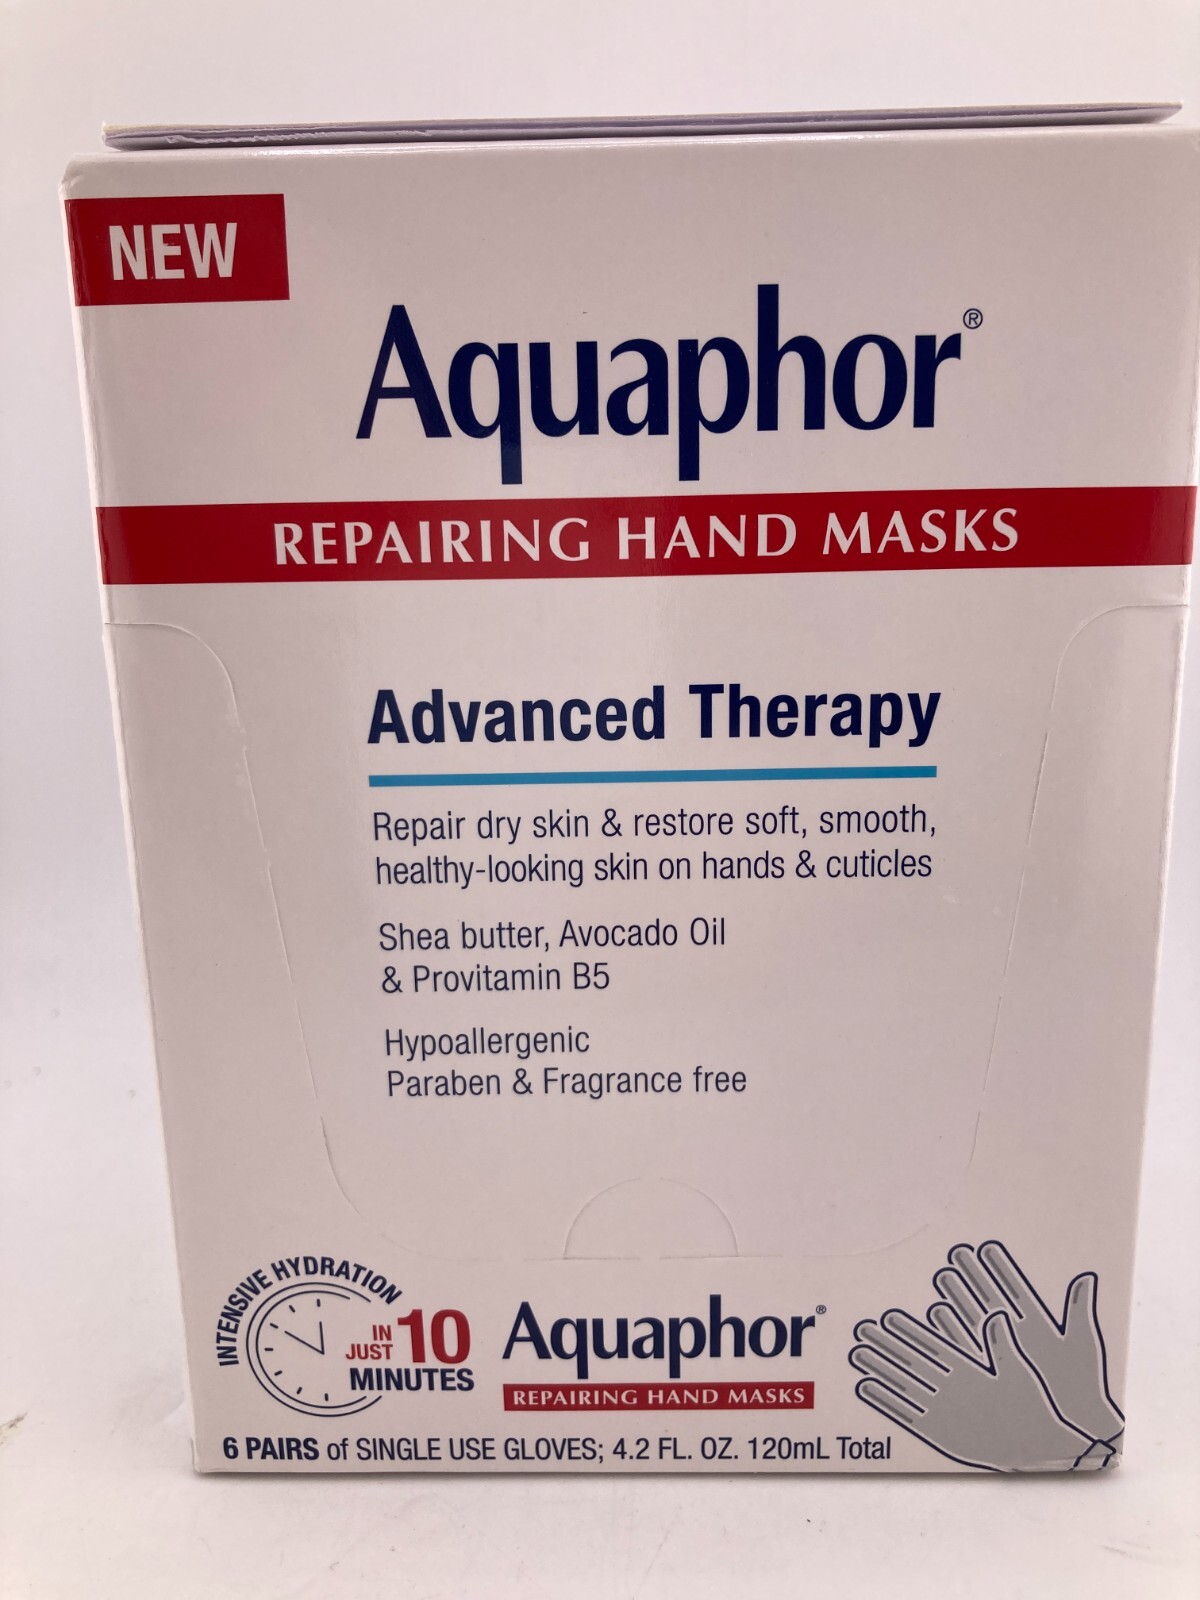 NEW
Aquaphor®
REPAIRING HAND MASKS
Advanced Therapy
Repair dry skin & restore soft, smooth,
healthy-looking skin on hands & cuticles
Shea butter, Avocado Oil
& Provitamin B5
Hypoallergenic
Paraben & Fragrance free
INTENSIVE HYDRATION
IN JUST 10
MINUTES
Aquaphor®
REPAIRING HAND MASKS
6 PAIRS of SINGLE USE GLOVES; 4.2 FL. OZ. 120mL Total